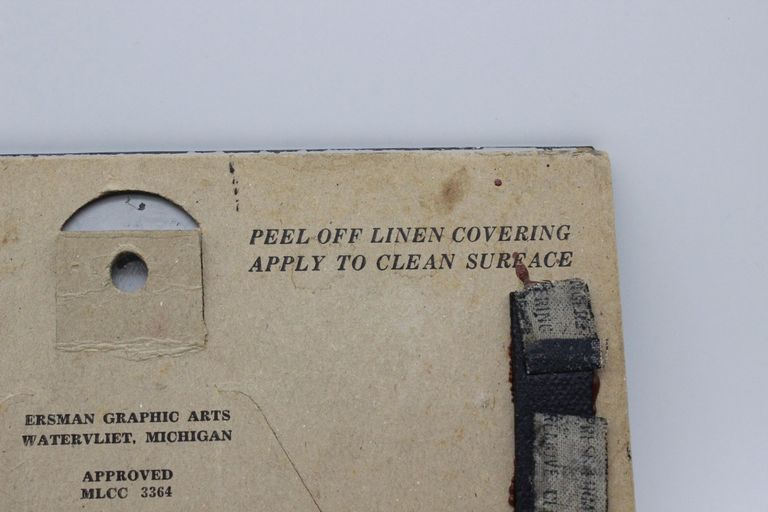 PEEL OFF LINEN COVERING
APPLY TO CLEAN SURFACE
ERSMAN GRAPHIC ARTS
WATERVLIET, MICHIGAN
APPROVED
MLCC 3364